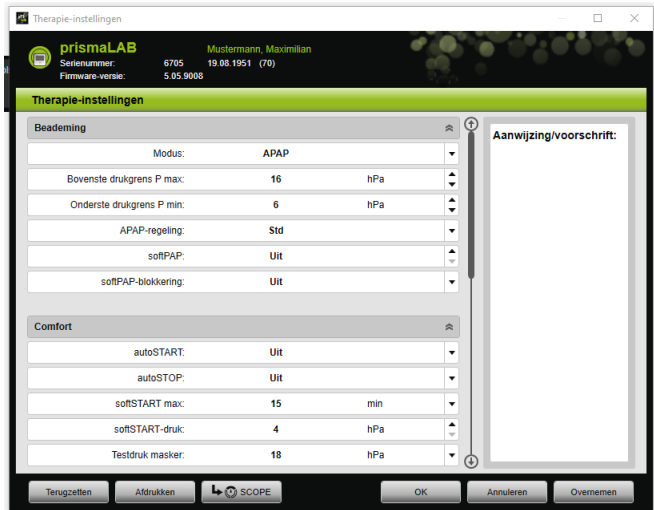 Therapie-instellingen
prismaLAB Mustermann, Maximilian
Serienummer: 6705 19.08.1951 (70)
Firmware-versie: 5.05.9008
Therapie-instellingen
Beademing
Aanwijzing/voorschrift:
Modus: APAP
Bovenste drukgrens P max: 16 hPa
Onderste drukgrens P min: 6 hPa
APAP-regeling: Std
softPAP: Uit
softPAP-blokkering: Uit
Comfort
autoSTART: Uit
autoSTOP: Uit
softSTART max: 15 min
softSTART-druk: 4 hPa
Testdruk masker: 18 hPa
Terugzetten Afdrukken SCOPE OK Annuleren Overnemen